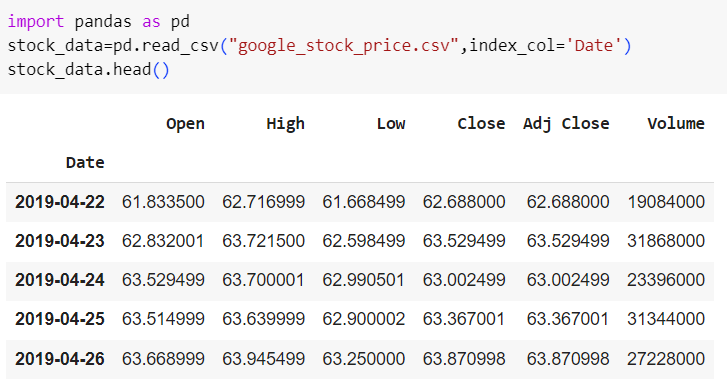 import pandas as pd
stock_data=pd.read_csv("google_stock_price.csv",index_col='Date')
stock_data.head()
Open High Low Close Adj Close Volume
Date
2019-04-22 61.833500 62.716999 61.668499 62.688000 62.688000 19084000
2019-04-23 62.832001 63.721500 62.598499 63.529499 63.529499 31868000
2019-04-24 63.529499 63.700001 62.990501 63.002499 63.002499 23396000
2019-04-25 63.514999 63.639999 62.900002 63.367001 63.367001 31344000
2019-04-26 63.668999 63.945499 63.250000 63.870998 63.870998 27228000